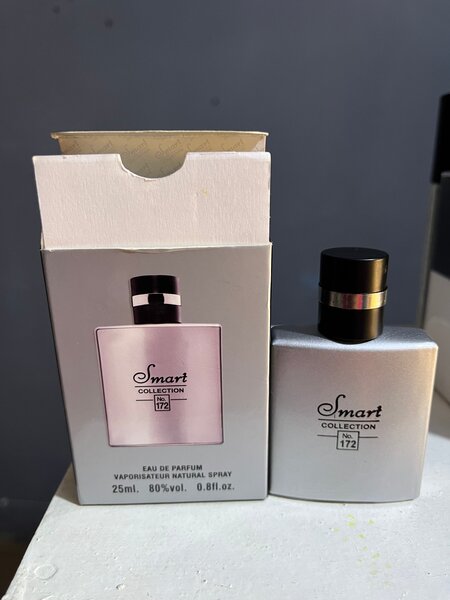 Smart
COLLECTION
No.
172
EAU DE PARFUM
VAPORISATEUR NATURAL SPRAY
25ml. 80%vol. 0.8fl.oz.
Smart
COLLECTION
No.
172